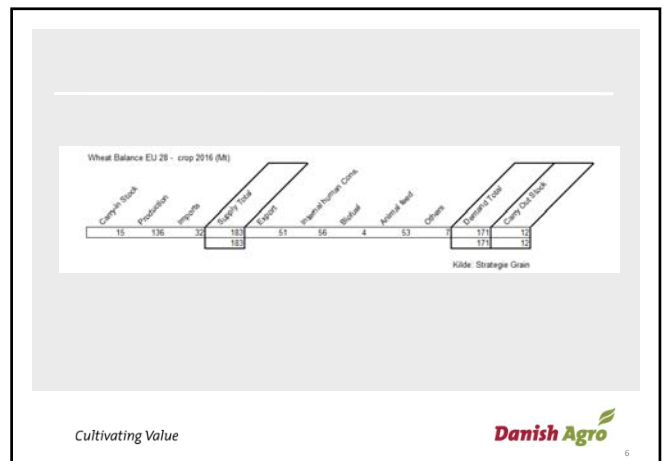 Wheat Balance EU 28 - crop 2016 (Mt)
Carry-In Stock Production Imports Supply Total Export Internal human Cons. Biofuel Animal feed Others Demand Total Carry Out Stock
15 136 32 183 51 56 4 53 7 171 12
183 171 12
Kilde: Strategie Grain
Cultivating Value
Danish Agro
6